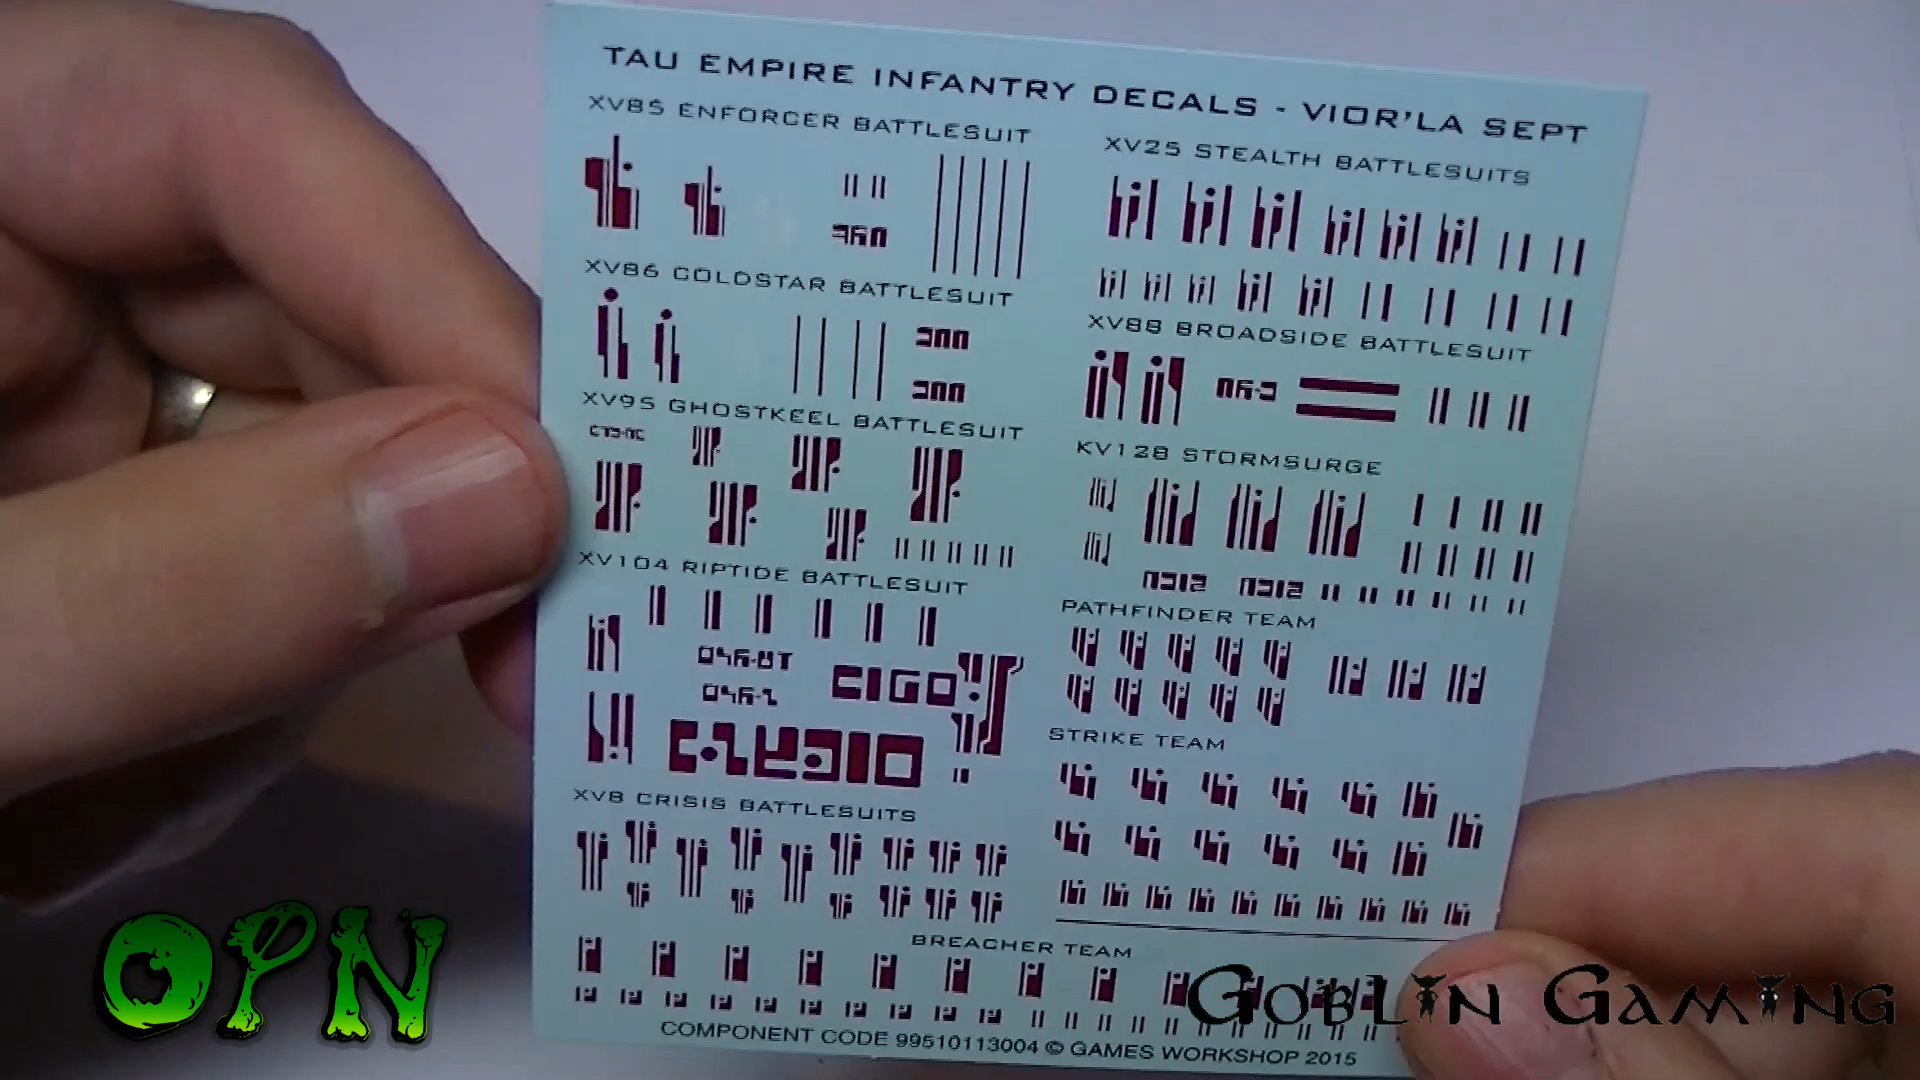 TAU EMPIRE INFANTRY DECALS - VIOR'LA SEPT
XV85 ENFORCER BATTLESUIT
XV86 COLDSTAR BATTLESUIT
XV95 GHOSTKEEL BATTLESUIT
XV104 RIPTIDE BATTLESUIT
XV8 CRISIS BATTLESUITS
XV25 STEALTH BATTLESUITS
XV88 BROADSIDE BATTLESUIT
KV128 STORMSURGE
PATHFINDER TEAM
STRIKE TEAM
BREACHER TEAM
COMPONENT CODE 99510113004 © GAMES WORKSHOP 2015
OPN
GOBLIN GAMING